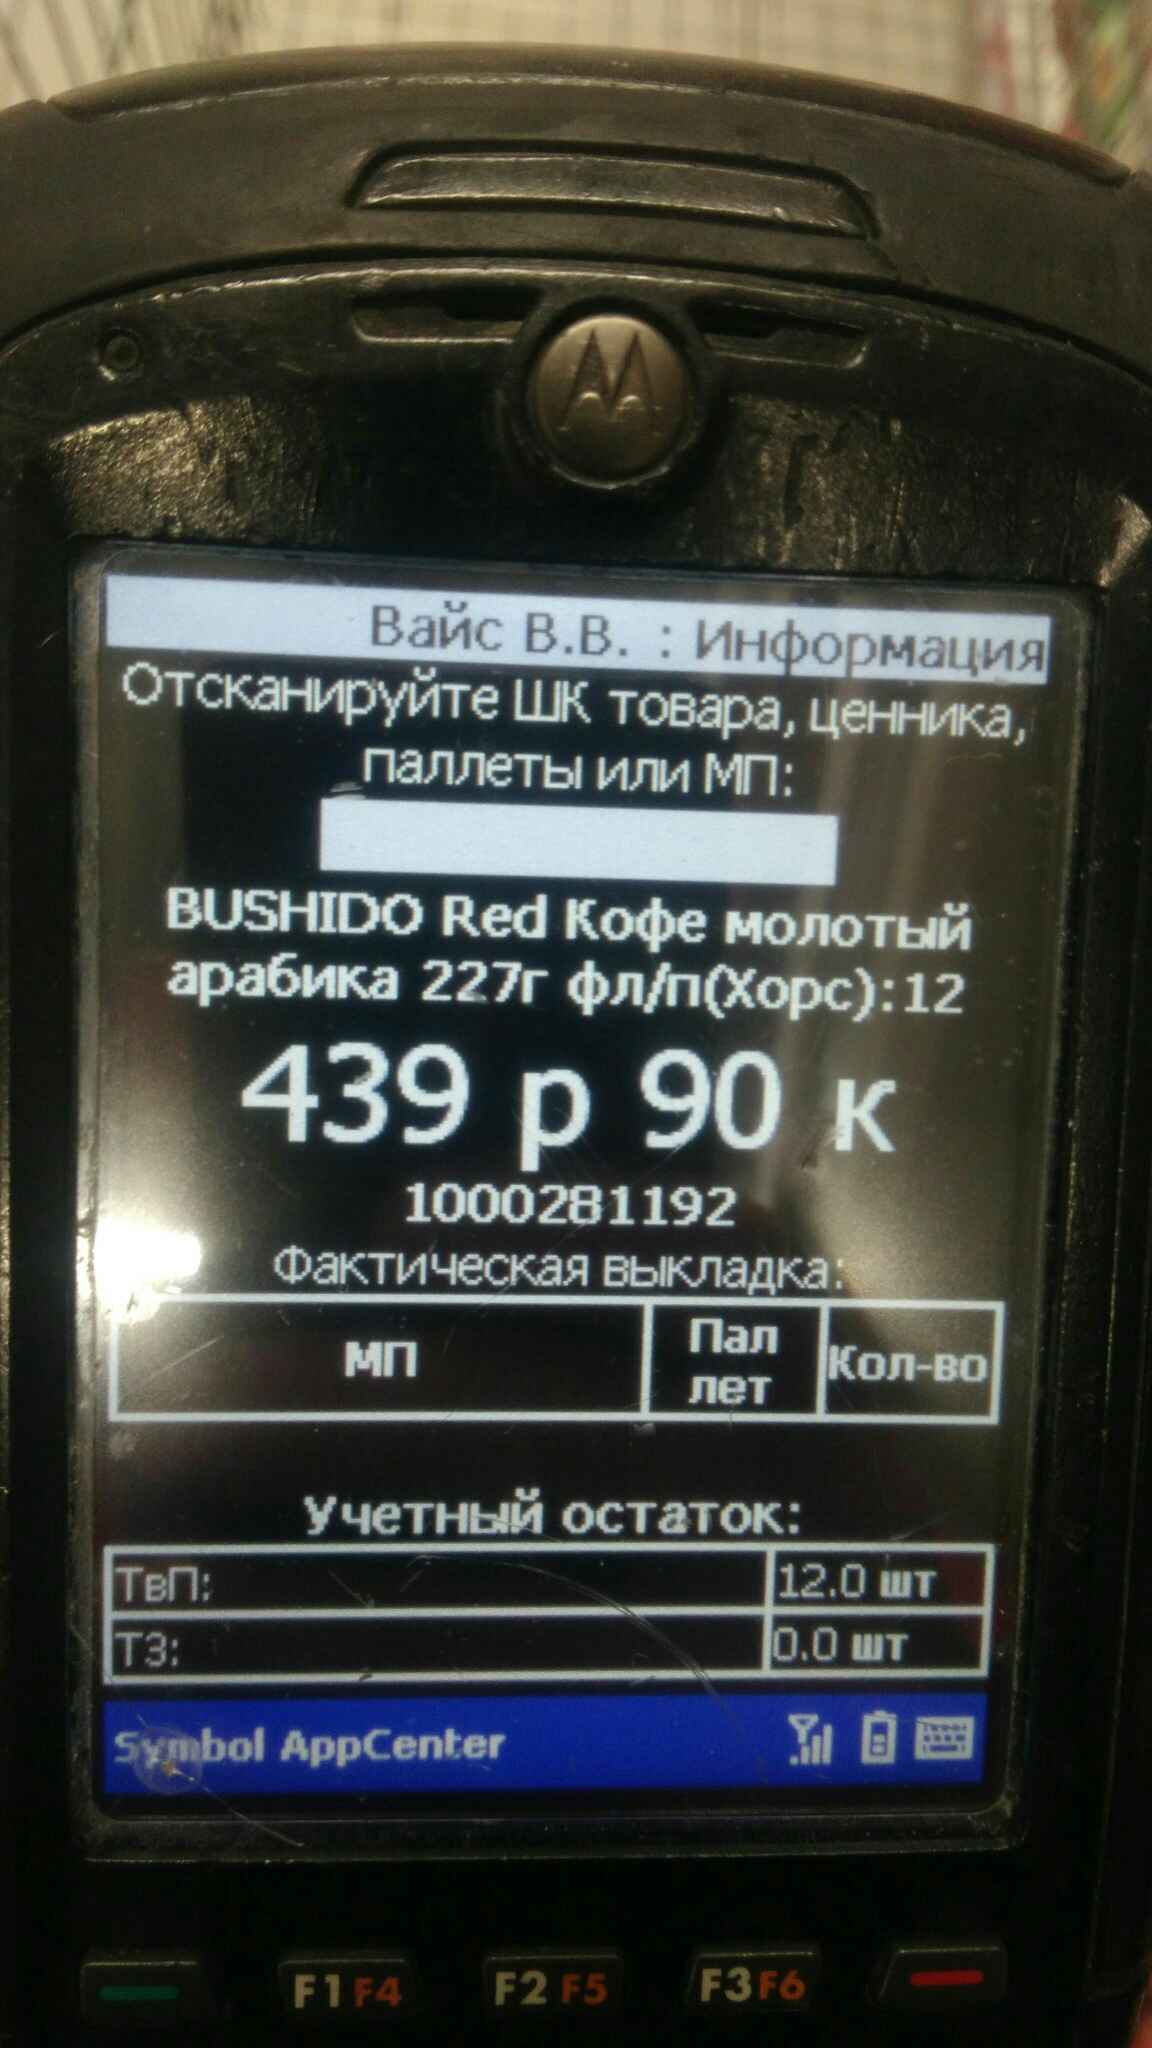 Вайс В.В. : Информация
Отсканируйте ШК товара, ценника,
паллеты или МП:
BUSHIDO Red Кофе молотый
арабика 227г фл/п(Хорс):12
439 р 90 к
1000281192
Фактическая выкладка:
МП Пал лет Кол-во
Учетный остаток:
ТвП: 12.0 шт
ТЗ: 0.0 шт
Symbol AppCenter
F1 F4 F2 F5 F3 F6